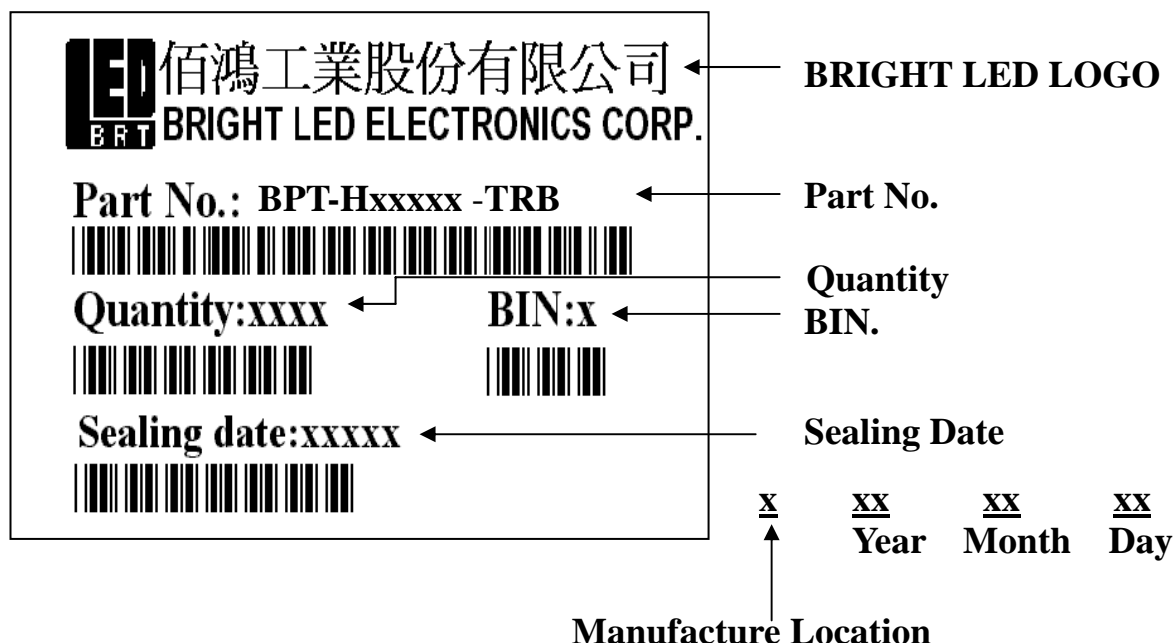 LED
BRT
佰鴻工業股份有限公司
BRIGHT LED ELECTRONICS CORP.
BRIGHT LED LOGO
Part No.: BPT-Hxxxxx -TRB
Part No.
Quantity:xxxx
BIN:x
Quantity
BIN.
Sealing date:xxxxx
Sealing Date
x xx xx xx
Year Month Day
Manufacture Location